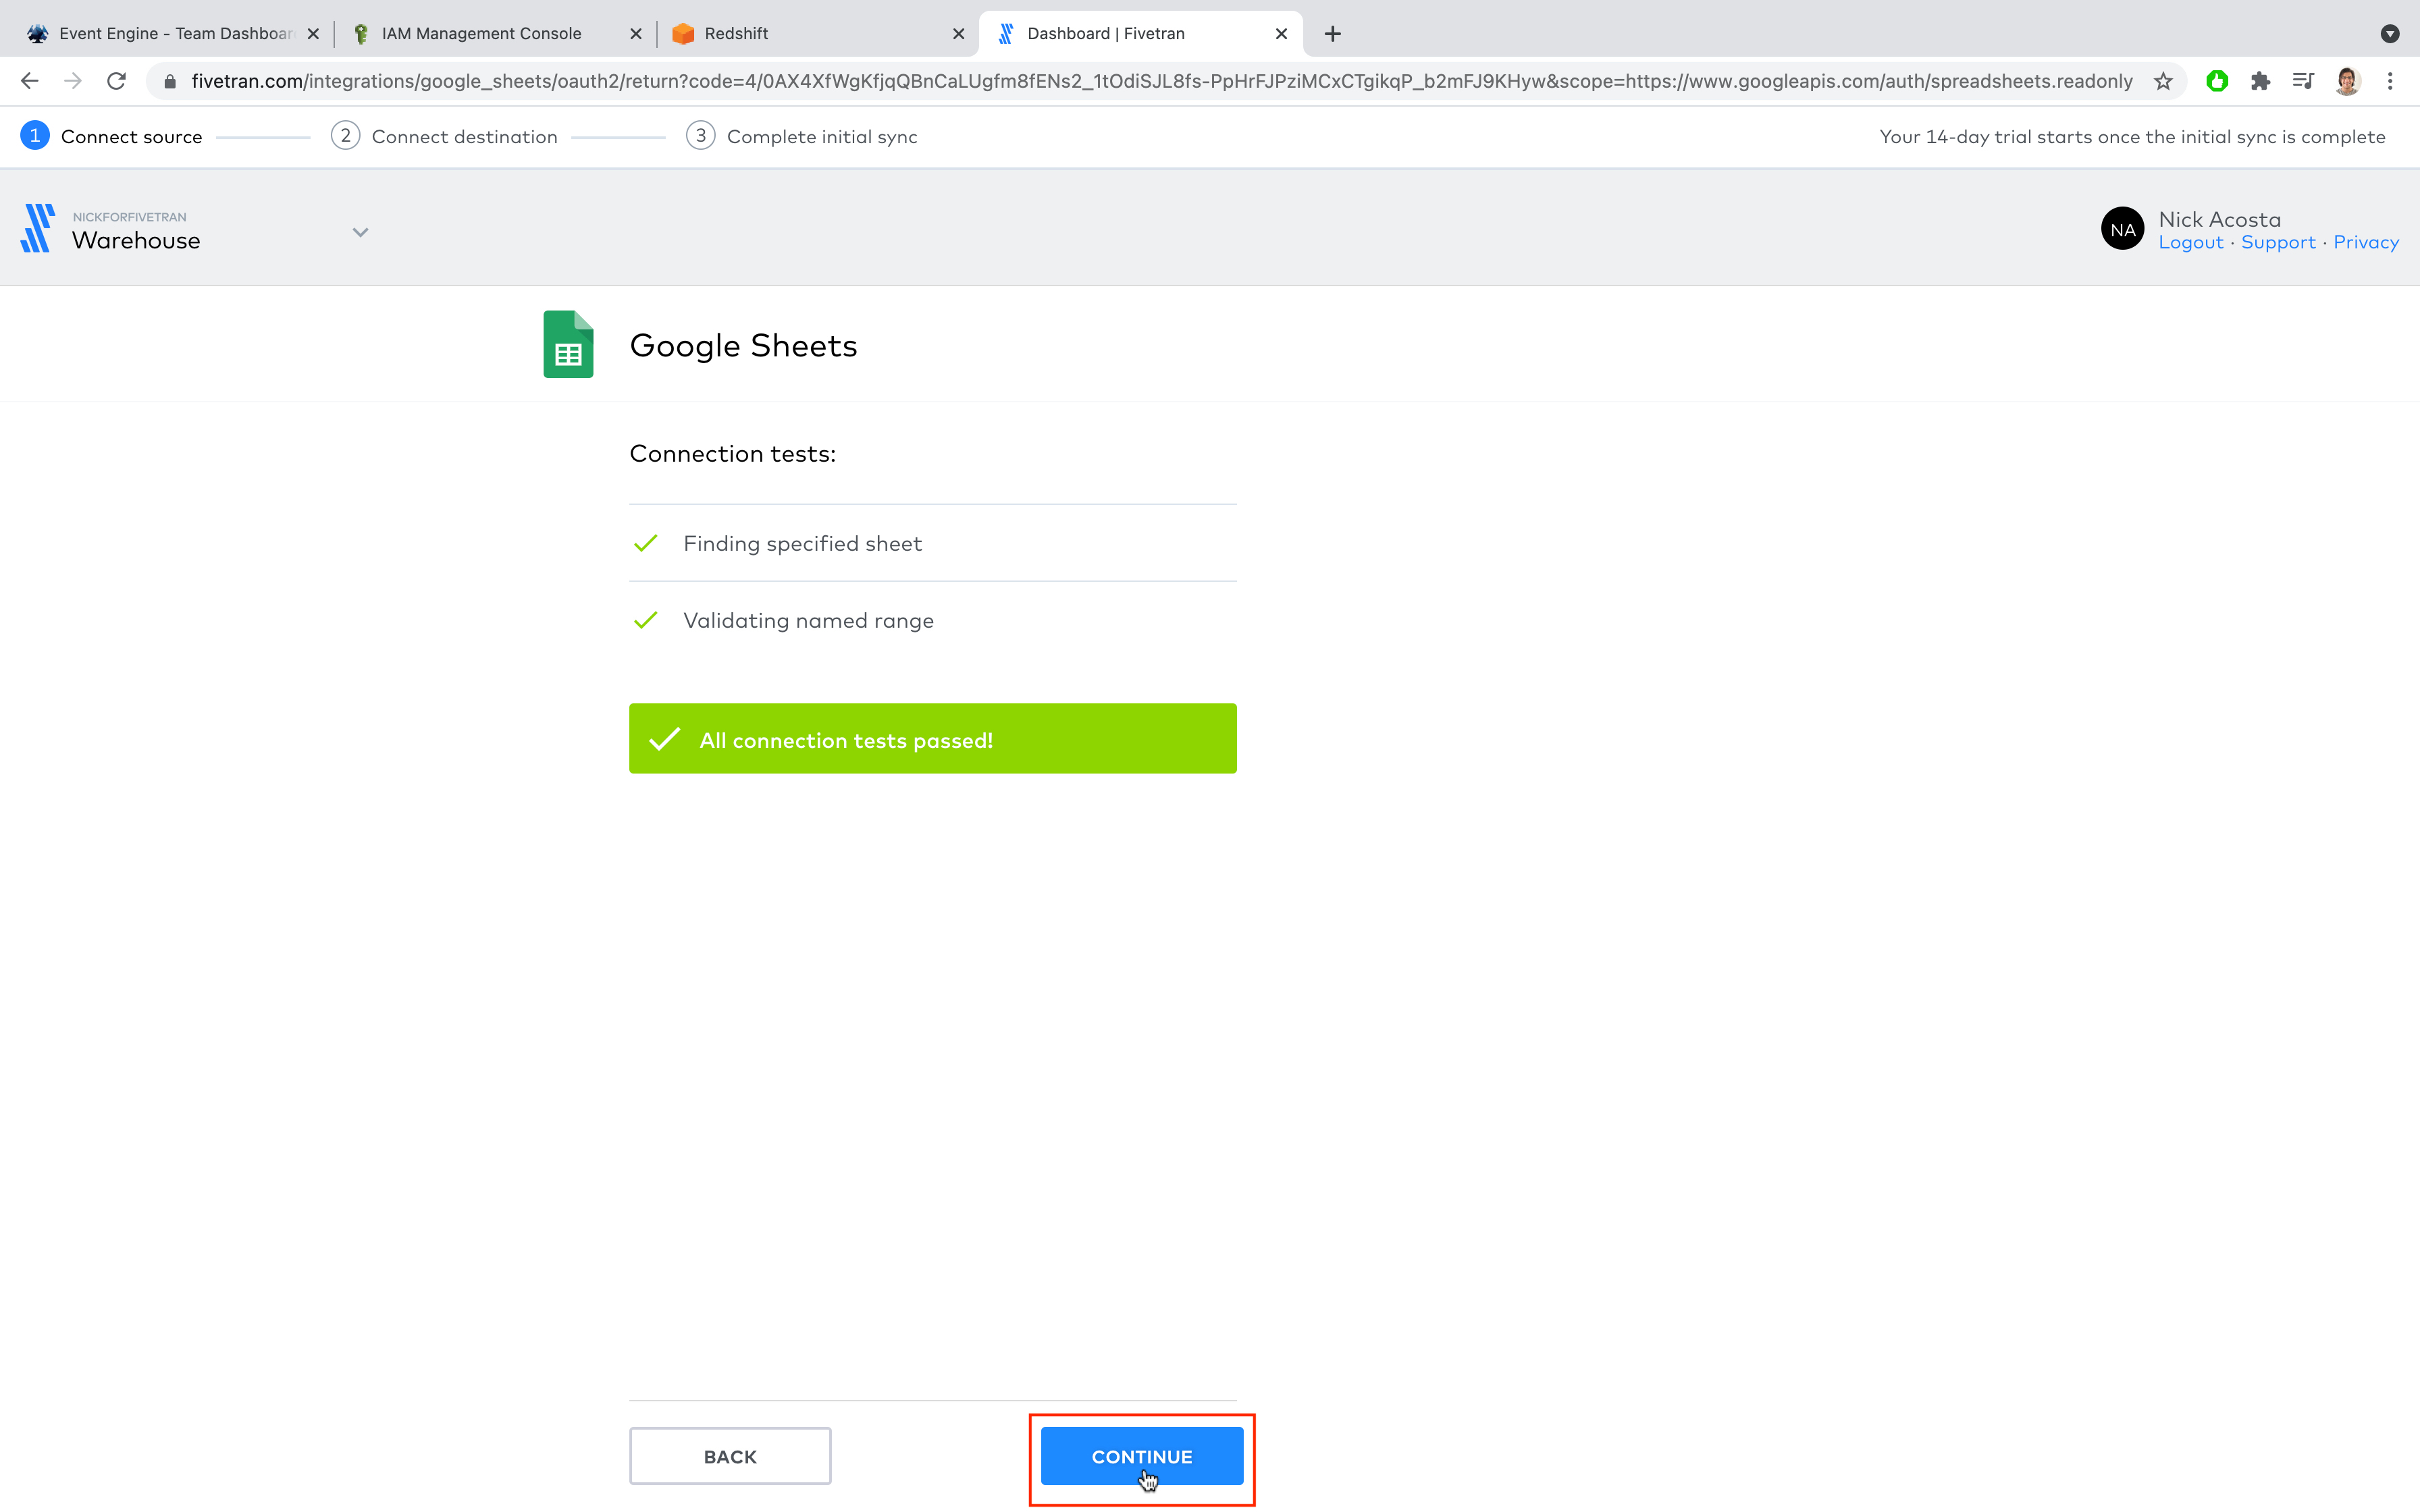 Event Engine - Team Dashboar
IAM Management Console
Redshift
Dashboard | Fivetran
fivetran.com/integrations/google_sheets/oauth2/return?code=4/0AX4XfWgKfjqQBnCaLUgfm8fENs2_1tOdiSJL8fs-PpHrFJPziMCxCTgikqP_b2mFJ9KHyw&scope=https://www.googleapis.com/auth/spreadsheets.readonly
1 Connect source
2 Connect destination
3 Complete initial sync
Your 14-day trial starts once the initial sync is complete
NICKFORFIVETRAN
Warehouse
NA
Nick Acosta
Logout · Support · Privacy
Google Sheets
Connection tests:
Finding specified sheet
Validating named range
All connection tests passed!
BACK
CONTINUE